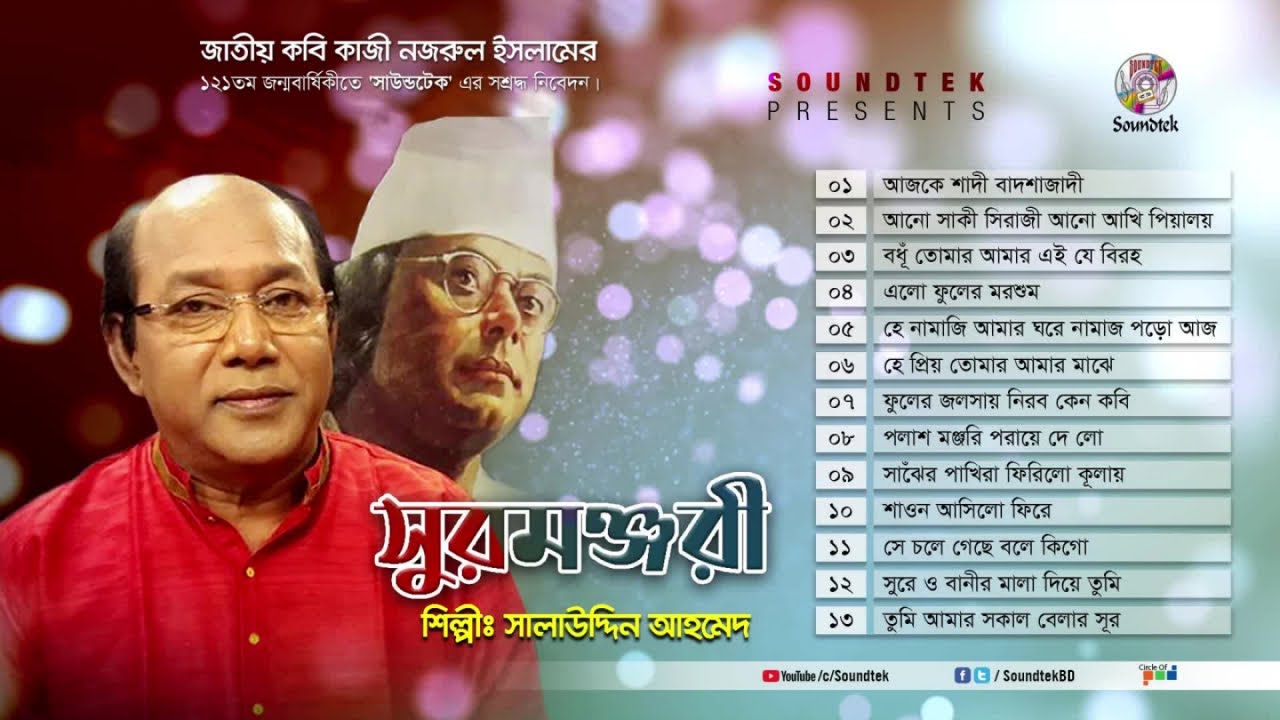 জাতীয় কবি কাজী নজরুল ইসলামের
১২১তম জন্মবার্ষিকীতে 'সাউন্ডটেক' এর সশ্রদ্ধ নিবেদন।
SOUNDTEK
PRESENTS
SOUNDTEK
Soundtek
০১ আজকে শাদী বাদশাজাদী
০২ আনো সাকী সিরাজী আনো আখি পিয়ালয়
০৩ বধূঁ তোমার আমার এই যে বিরহ
০৪ এলো ফুলের মরশুম
০৫ হে নামাজি আমার ঘরে নামাজ পড়ো আজ
০৬ হে প্রিয় তোমার আমার মাঝে
০৭ ফুলের জলসায় নিরব কেন কবি
০৮ পলাশ মঞ্জরি পরায়ে দে লো
০৯ সাঁঝের পাখিরা ফিরিলো কূলায়
১০ শাওন আসিলো ফিরে
১১ সে চলে গেছে বলে কিগো
১২ সুরে ও বানীর মালা দিয়ে তুমি
১৩ তুমি আমার সকাল বেলার সূর
সুরমঞ্জরী
শিল্পীঃ সালাউদ্দিন আহমেদ
YouTube/c/Soundtek
/ SoundtekBD
Circle Of